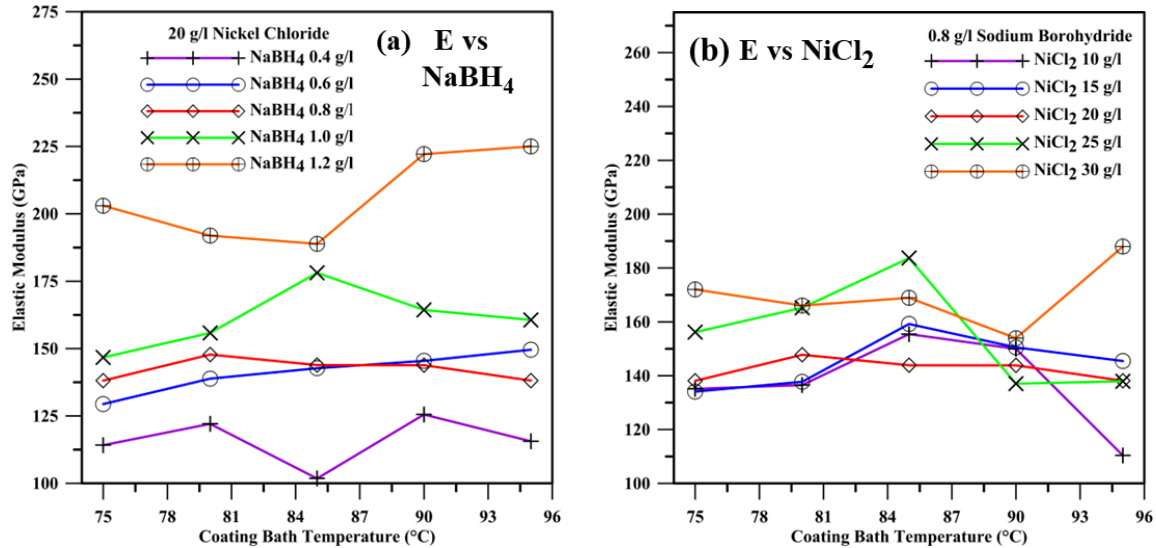 275
250
225
200
175
150
125
100
Elastic Modulus (GPa)
20 g/l Nickel Chloride
NaBH4 0.4 g/l
NaBH4 0.6 g/l
NaBH4 0.8 g/l
NaBH4 1.0 g/l
NaBH4 1.2 g/l
(a) E vs
NaBH4
75 78 81 84 87 90 93 96
Coating Bath Temperature (°C)
260
240
220
200
180
160
140
120
100
Elastic Modulus (GPa)
(b) E vs NiCl2
0.8 g/l Sodium Borohydride
NiCl2 10 g/l
NiCl2 15 g/l
NiCl2 20 g/l
NiCl2 25 g/l
NiCl2 30 g/l
75 78 81 84 87 90 93 96
Coating Bath Temperature (°C)